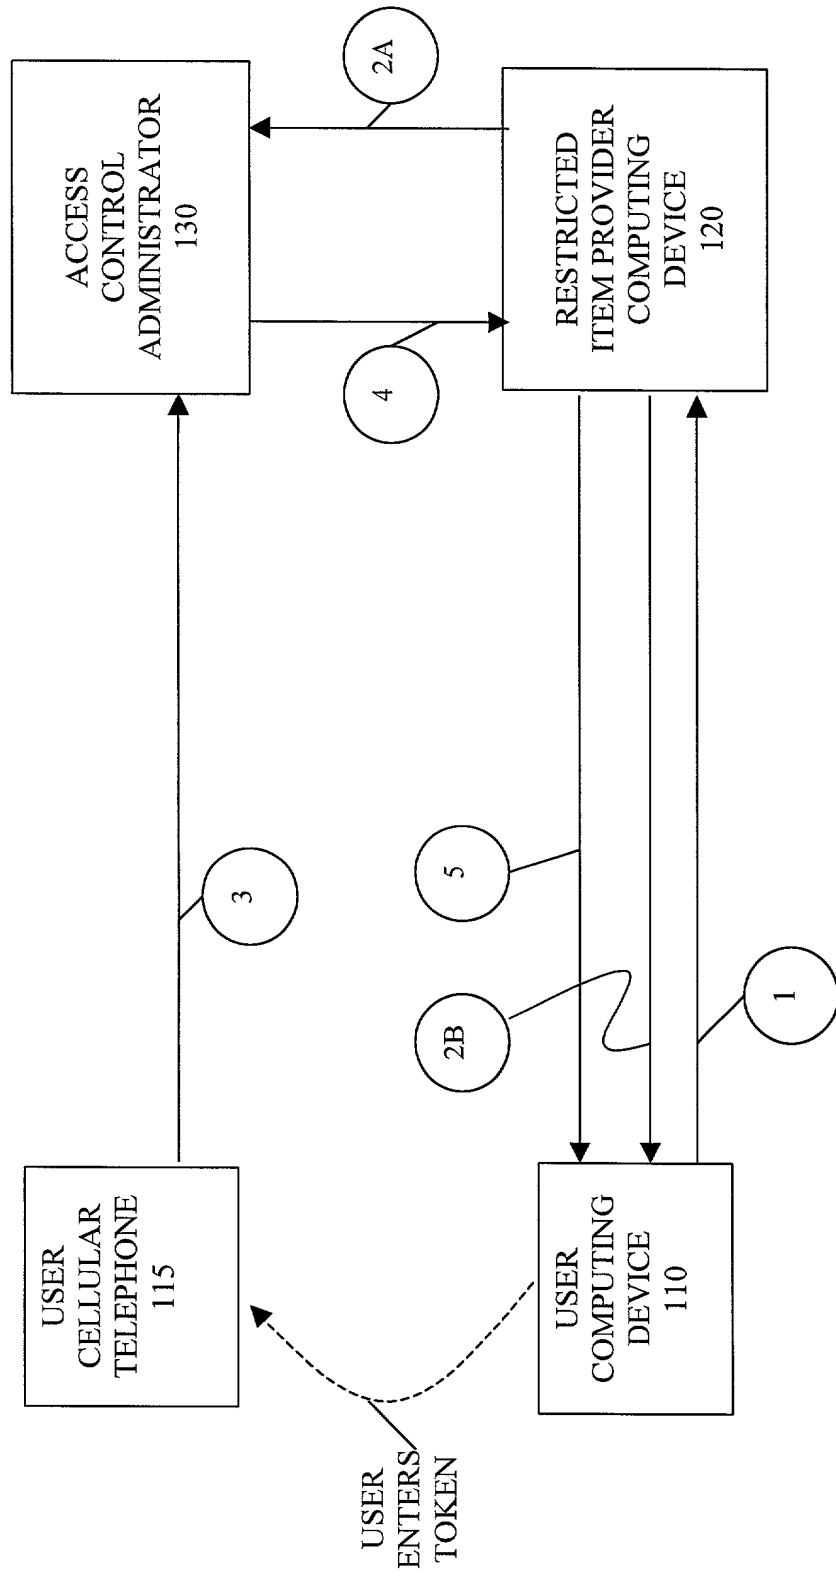 USER
CELLULAR
TELEPHONE
115
3
ACCESS
CONTROL
ADMINISTRATOR
130
USER
ENTERS
TOKEN
2B
5
4
2A
USER
COMPUTING
DEVICE
110
1
RESTRICTED
ITEM PROVIDER
COMPUTING
DEVICE
120